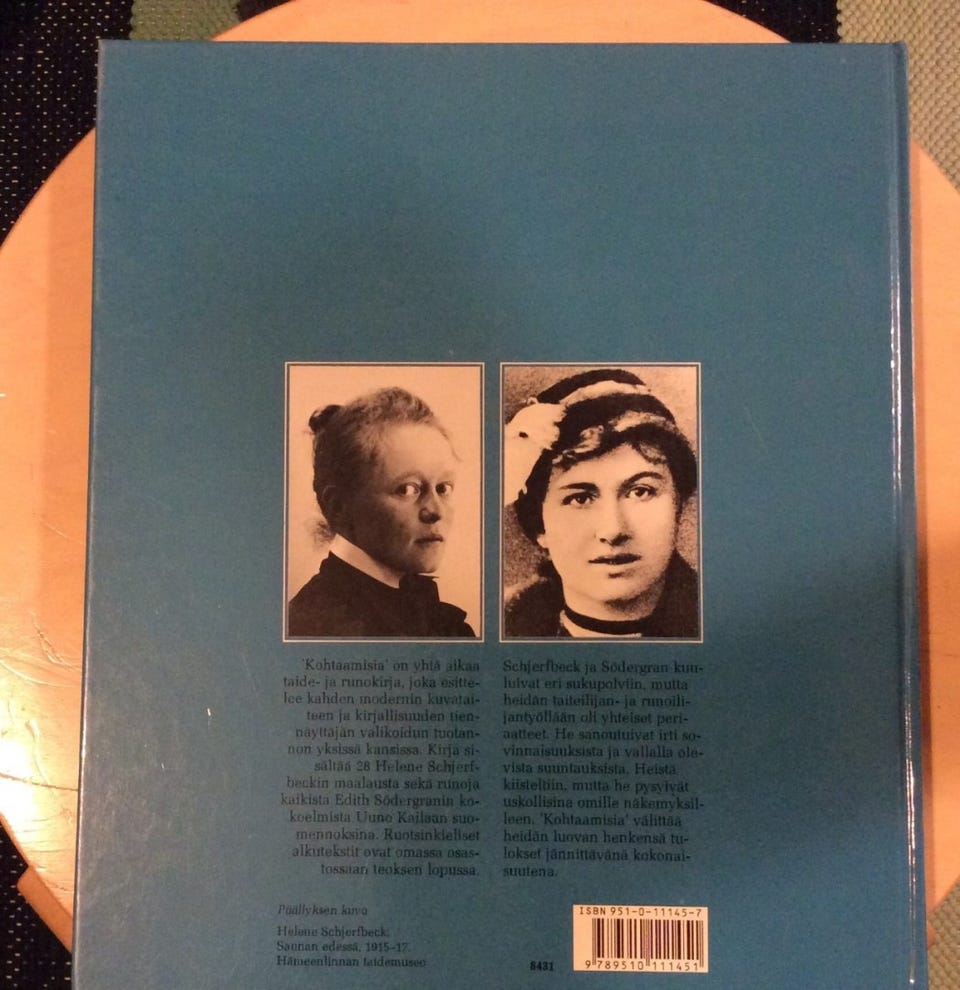 'Kohtaamisia' on yhtä aikaa
taide- ja runokirja, joka esitte-
lee kahden modernin kuvatai-
teen ja kirjallisuuden tien-
näyttäjän valikoidun tuotan-
non yksissä kansissa. Kirja si-
sältää 28 Helene Schjerf-
beckin maalausta sekä runoja
kaikista Edith Södergranin ko-
koelmista Uuno Kailaan suo-
mennoksina. Ruotsinkieliset
alkutekstit ovat omassa osas-
tossaan teoksen lopussa.
Schjerfbeck ja Södergran kuu-
luivat eri sukupolviin, mutta
heidän taiteilijan- ja runoili-
jantyöllään oli yhteiset peri-
aatteet. He sanoutuivat irti so-
vinnaisuuksista ja vallalla ole-
vista suuntauksista. Heistä
kiisteltiin, mutta he pysyivät
uskollisina omille näkemyksil-
leen. 'Kohtaamisia' välittää
heidän luovan henkensä tu-
lokset jännittävänä kokonai-
suutena.
Päällyksen kuva
Helene Schjerfbeck:
Saunan edessä, 1915–17.
Hämeenlinnan taidemuseo
8431
ISBN 951-0-11145-7
9 789510 111451